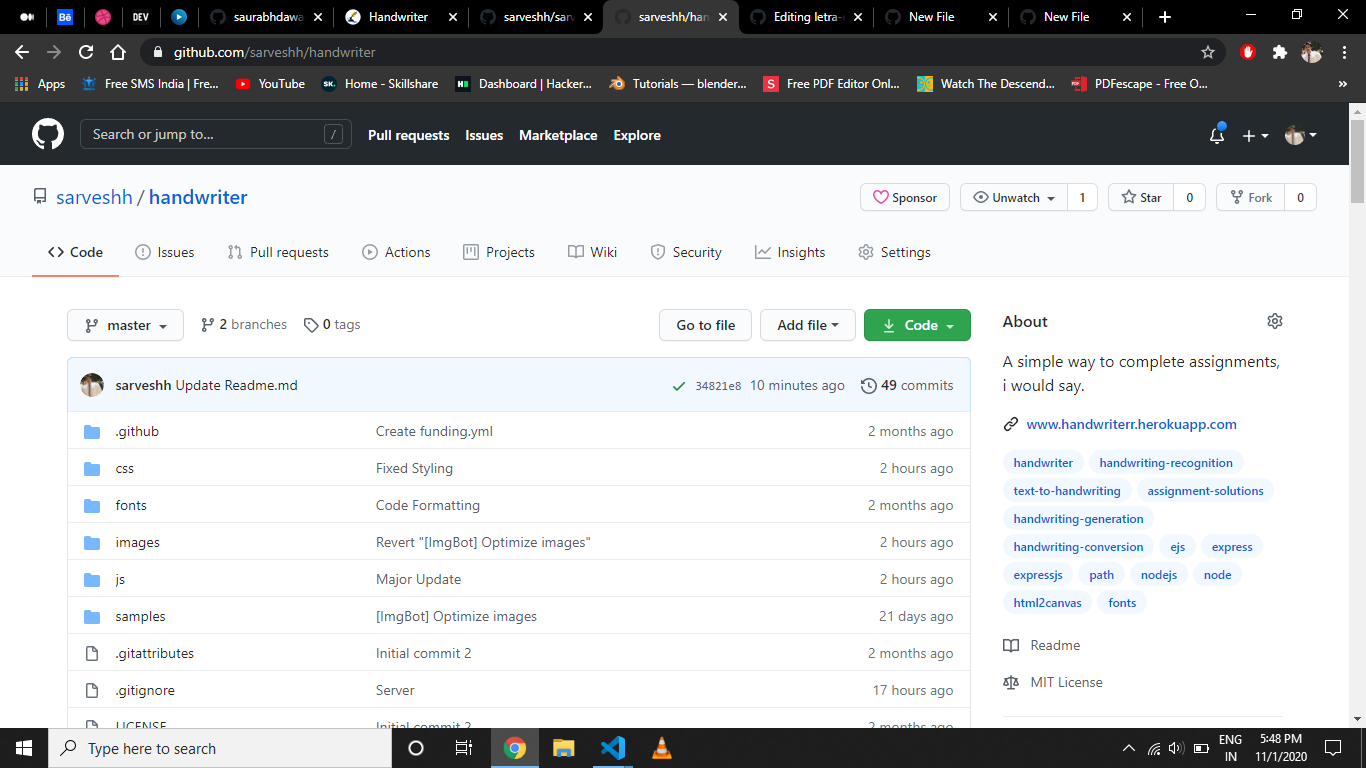 DEV
saurabhdawa
Handwriter
sarveshh/sar
sarveshh/han
Editing letra-
New File
New File
github.com/sarveshh/handwriter
Apps
Free SMS India | Fre...
YouTube
SK.
Home - Skillshare
H
Dashboard | Hacker...
Tutorials — blender...
S
Free PDF Editor Onl...
Watch The Descend...
PDFescape - Free O...
»
Search or jump to...
/
Pull requests
Issues
Marketplace
Explore
sarveshh / handwriter
Sponsor
Unwatch
1
Star
0
Fork
0
Code
Issues
Pull requests
Actions
Projects
Wiki
Security
Insights
Settings
master
2 branches
0 tags
Go to file
Add file
Code
About
A simple way to complete assignments,
i would say.
www.handwriterr.herokuapp.com
handwriter
handwriting-recognition
text-to-handwriting
assignment-solutions
handwriting-generation
handwriting-conversion
ejs
express
expressjs
path
nodejs
node
html2canvas
fonts
Readme
MIT License
sarveshh Update Readme.md
34821e8
10 minutes ago
49 commits
.github
Create funding.yml
2 months ago
css
Fixed Styling
2 hours ago
fonts
Code Formatting
2 months ago
images
Revert "[ImgBot] Optimize images"
2 hours ago
js
Major Update
2 hours ago
samples
[ImgBot] Optimize images
21 days ago
.gitattributes
Initial commit 2
2 months ago
.gitignore
Server
17 hours ago
LICENSE
Initial commit 2
2 months ago
Type here to search
ENG
IN
5:48 PM
11/1/2020